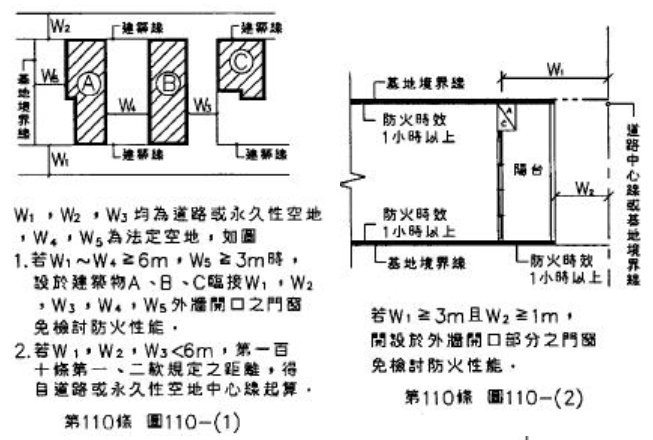 W₂
建築線
建築線
基地境界線
W₅
A
B
C
W₄
W₃
建築線
建築線
W₁
W₁，W₂，W₃均為道路或永久性空地
，W₄，W₅為法定空地，如圖
1.若W₁~W₄≧6m，W₅≧3m時，
設於建築物A、B、C臨接W₁，W₂
，W₃，W₄，W₅外牆開口之門窗
免檢討防火性能。
2.若W₁，W₂，W₃<6m，第一百
十條第一、二款規定之距離，得
自道路或永久性空地中心線起算。
第110條 圖110-(1)
W₁
基地境界線
防火時效
1小時以上
A
C
陽台
W₂
道路中心線或基地境界線
防火時效
1小時以上
基地境界線
防火時效
1小時以上
若W₁≧3m且W₂≧1m，
開設於外牆開口部分之門窗
免檢討防火性能。
第110條 圖110-(2)